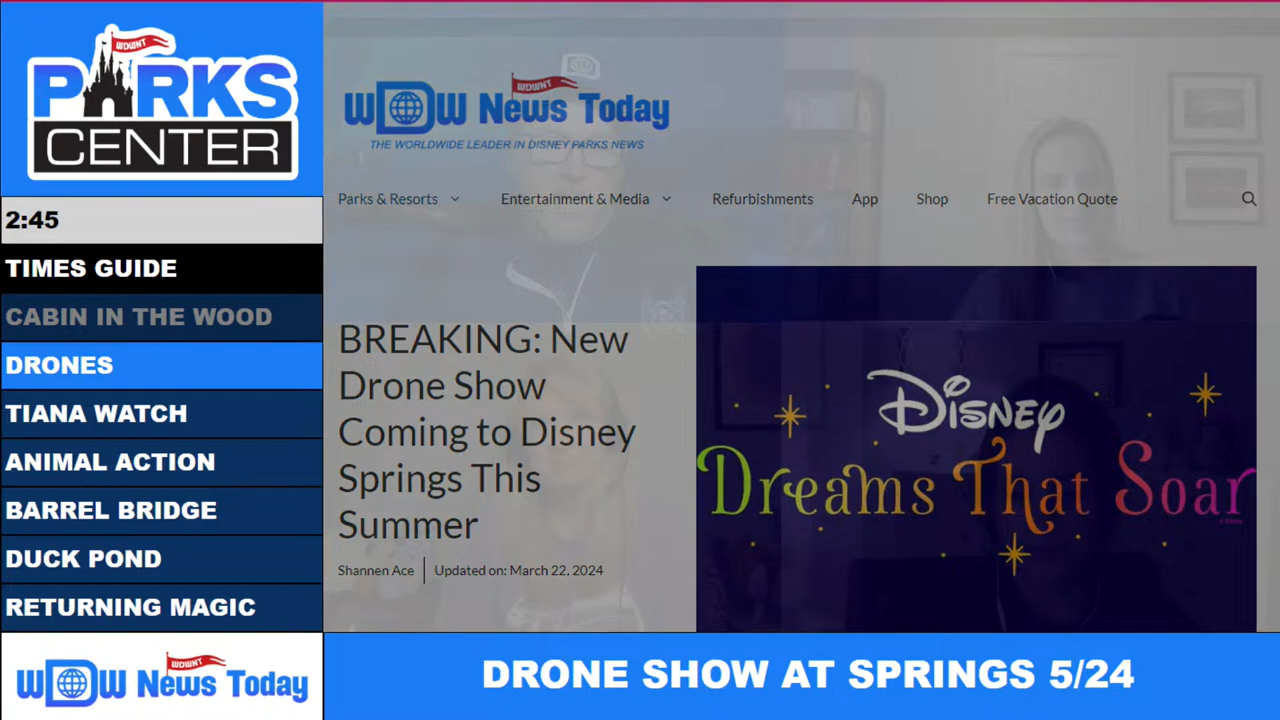 WDWNT
PARKS
CENTER
2:45
TIMES GUIDE
CABIN IN THE WOOD
DRONES
TIANA WATCH
ANIMAL ACTION
BARREL BRIDGE
DUCK POND
RETURNING MAGIC
WDWNT
WDW News Today
WDWNT
WDW News Today
THE WORLDWIDE LEADER IN DISNEY PARKS NEWS
Parks & Resorts Entertainment & Media Refurbishments App Shop Free Vacation Quote
BREAKING: New
Drone Show
Coming to Disney
Springs This
Summer
Shannen Ace Updated on: March 22, 2024
Disney
Dreams That Soar
DRONE SHOW AT SPRINGS 5/24